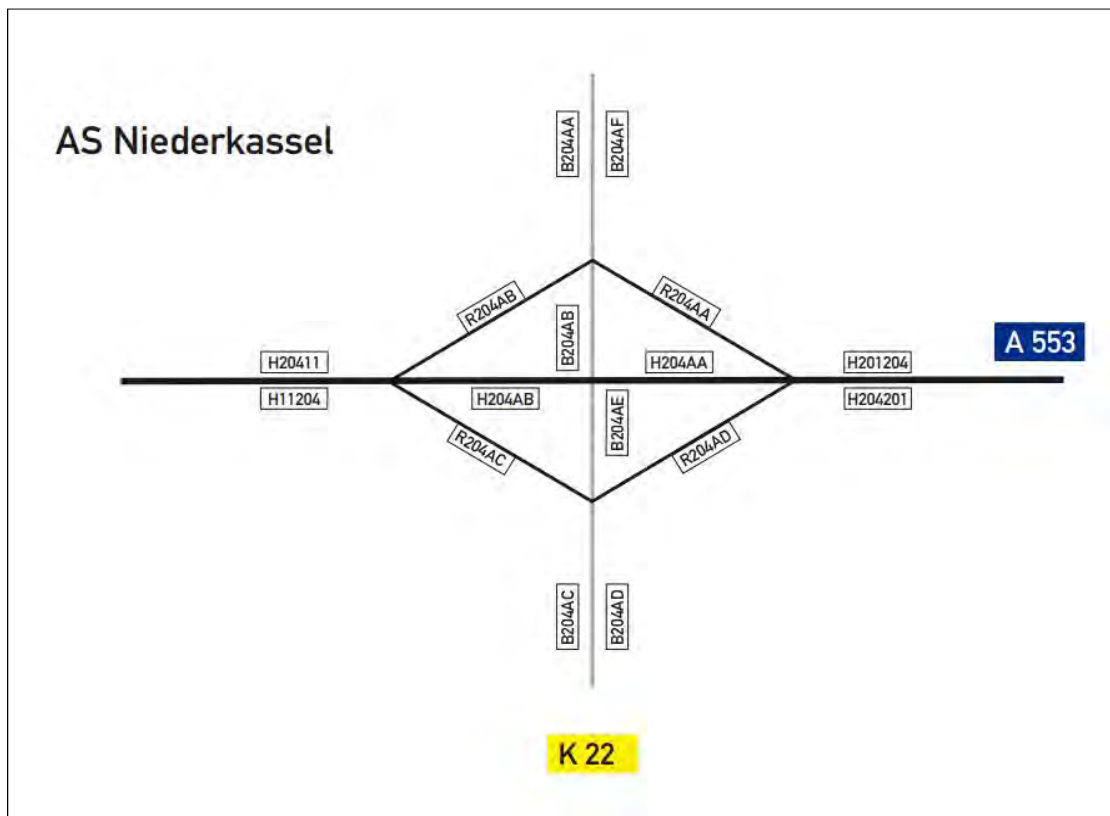 AS Niederkassel
B204AA
B204AF
R204AB
R204AA
B204AB
A 553
H20411
H204AA
H201204
H11204
H204AB
B204AE
H204201
R204AC
R204AD
B204AC
B204AD
K 22